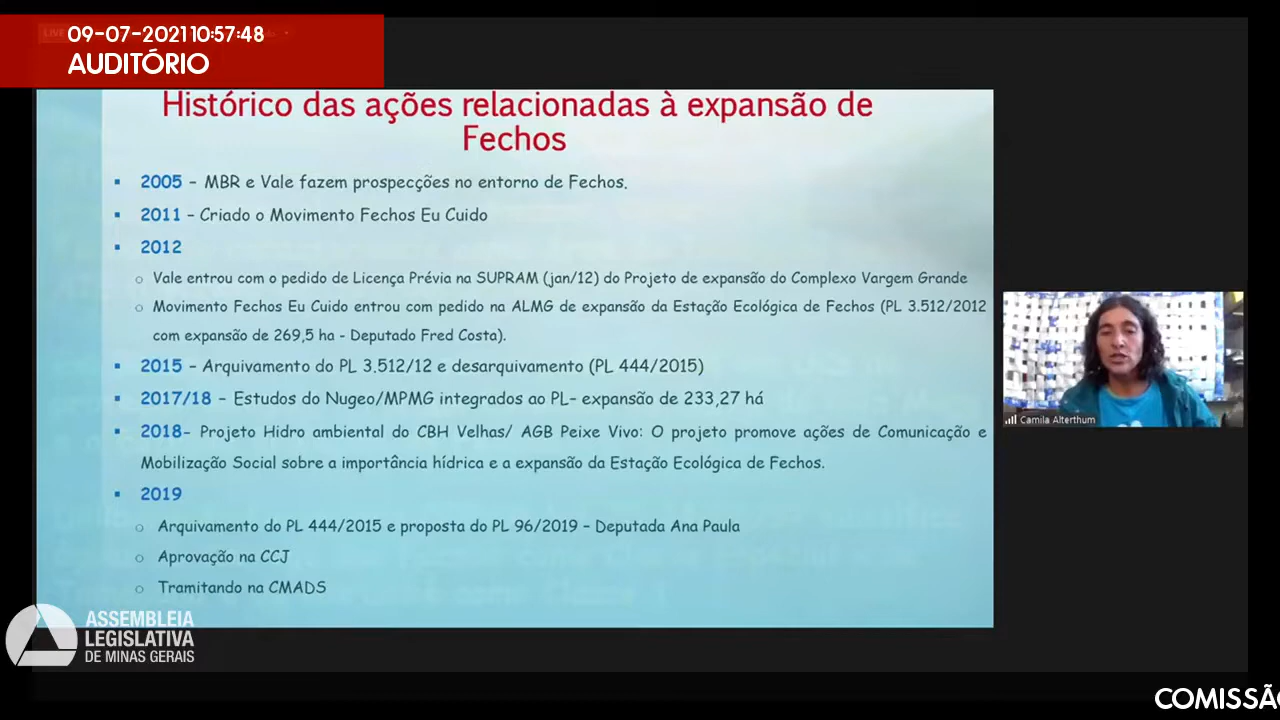 09-07-2021 10:57:48
AUDITÓRIO
Histórico das ações relacionadas à expansão de
Fechos
▪ 2005 – MBR e Vale fazem prospecções no entorno de Fechos.
▪ 2011 – Criado o Movimento Fechos Eu Cuido
▪ 2012
o Vale entrou com o pedido de Licença Prévia na SUPRAM (jan/12) do Projeto de expansão do Complexo Vargem Grande
o Movimento Fechos Eu Cuido entrou com pedido na ALMG de expansão da Estação Ecológica de Fechos (PL 3.512/2012
com expansão de 269,5 ha - Deputado Fred Costa).
▪ 2015 – Arquivamento do PL 3.512/12 e desarquivamento (PL 444/2015)
▪ 2017/18 – Estudos do Nugeo/MPMG integrados ao PL– expansão de 233,27 há
▪ 2018– Projeto Hidro ambiental do CBH Velhas/ AGB Peixe Vivo: O projeto promove ações de Comunicação e
Mobilização Social sobre a importância hídrica e a expansão da Estação Ecológica de Fechos.
▪ 2019
o Arquivamento do PL 444/2015 e proposta do PL 96/2019 – Deputada Ana Paula
o Aprovação na CCJ
o Tramitando na CMADS
Camila Alterthum
ASSEMBLEIA
LEGISLATIVA
DE MINAS GERAIS
COMISSÃ